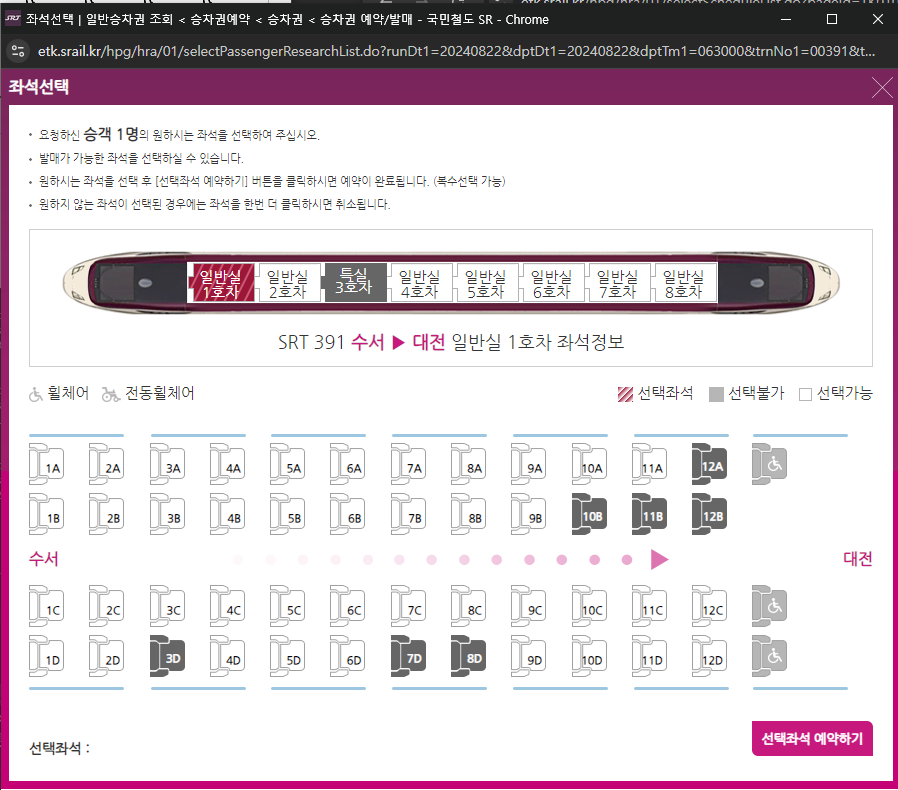 SRT 좌석선택 | 일반승차권 조회 < 승차권예약 < 승차권 < 승차권 예약/발매 - 국민철도 SR - Chrome
etk.srail.kr/hpg/hra/01/selectPassengerResearchList.do?runDt1=20240822&dptDt1=20240822&dptTm1=063000&trnNo1=00391&t...
좌석선택
• 요청하신 승객 1명의 원하시는 좌석을 선택하여 주십시오.
• 발매가 가능한 좌석을 선택하실 수 있습니다.
• 원하시는 좌석을 선택 후 [선택좌석 예약하기] 버튼을 클릭하시면 예약이 완료됩니다. (복수선택 가능)
• 원하지 않는 좌석이 선택된 경우에는 좌석을 한번 더 클릭하시면 취소됩니다.
일반실 일반실 특실 일반실 일반실 일반실 일반실 일반실
1호차 2호차 3호차 4호차 5호차 6호차 7호차 8호차
SRT 391 수서 ▶ 대전 일반실 1호차 좌석정보
휠체어 전동휠체어 선택좌석 선택불가 선택가능
1A 2A 3A 4A 5A 6A 7A 8A 9A 10A 11A 12A
1B 2B 3B 4B 5B 6B 7B 8B 9B 10B 11B 12B
수서 대전
1C 2C 3C 4C 5C 6C 7C 8C 9C 10C 11C 12C
1D 2D 3D 4D 5D 6D 7D 8D 9D 10D 11D 12D
선택좌석 :
선택좌석 예약하기